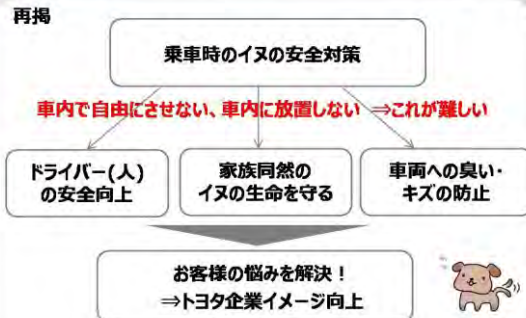 再掲
乗車時のイヌの安全対策
車内で自由にさせない、車内に放置しない ⇒これが難しい
ドライバー(人)
の安全向上
家族同然の
イヌの生命を守る
車両への臭い・
キズの防止
お客様の悩みを解決！
⇒トヨタ企業イメージ向上